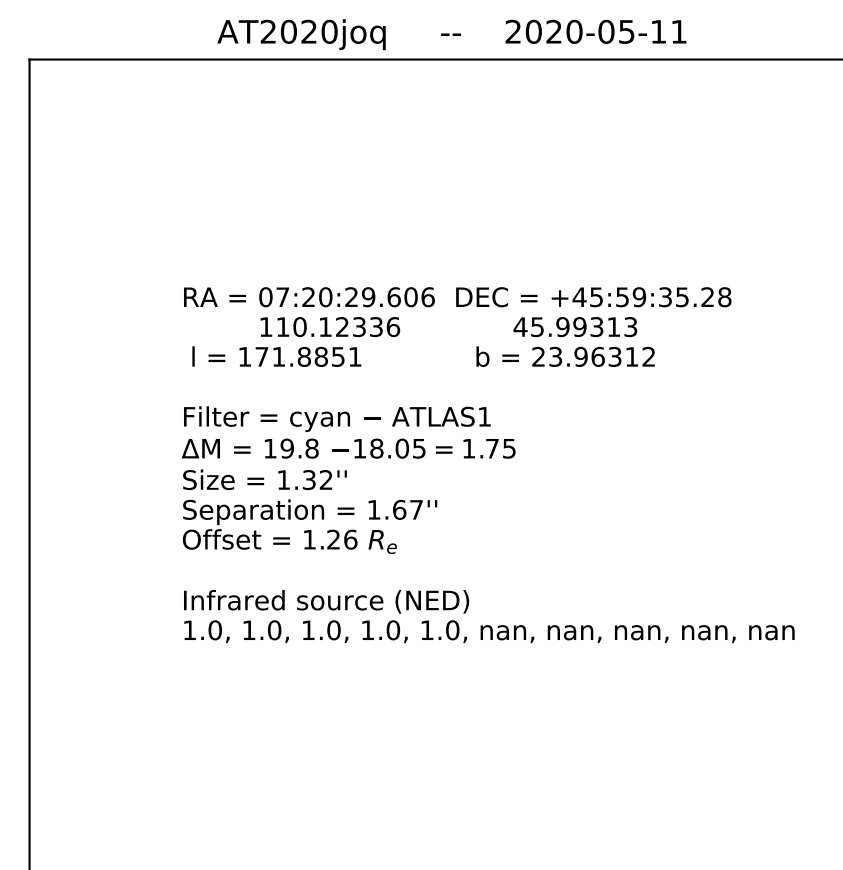 AT2020joq -- 2020-05-11
RA = 07:20:29.606 DEC = +45:59:35.28
110.12336 45.99313
l = 171.8851 b = 23.96312
Filter = cyan − ATLAS1
ΔM = 19.8 −18.05 = 1.75
Size = 1.32''
Separation = 1.67''
Offset = 1.26 Rₑ
Infrared source (NED)
1.0, 1.0, 1.0, 1.0, 1.0, nan, nan, nan, nan, nan